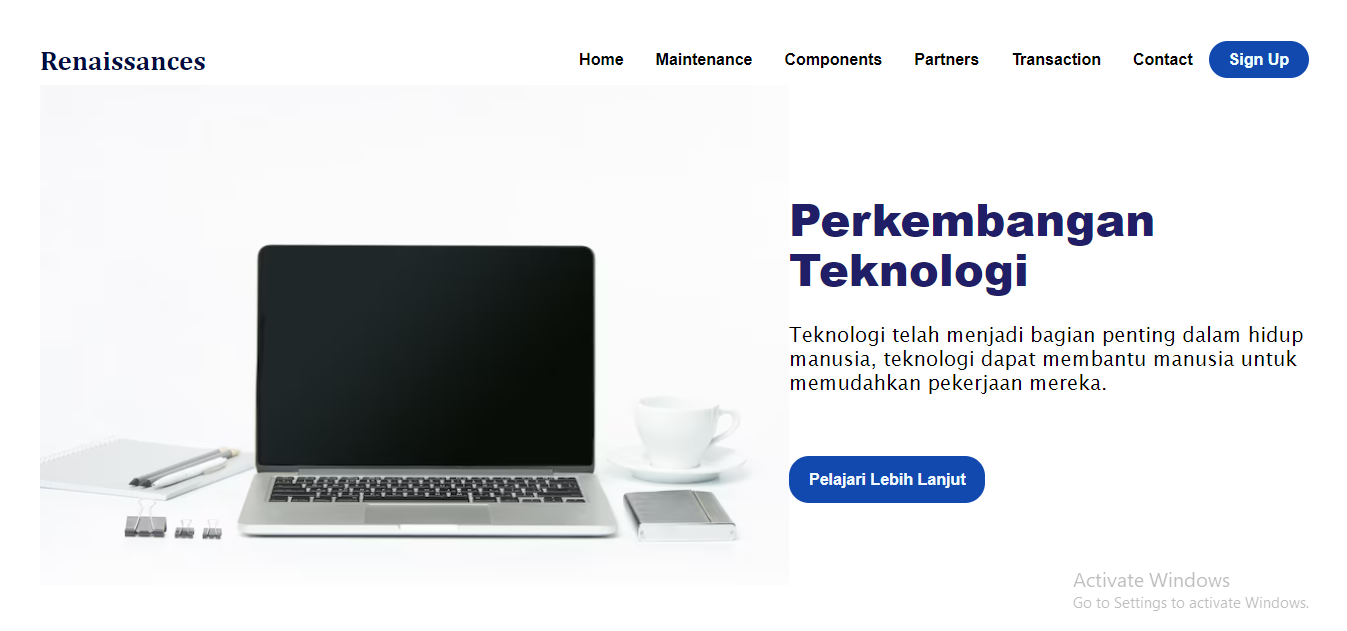 Renaissances
Home Maintenance Components Partners Transaction Contact Sign Up
Perkembangan
Teknologi
Teknologi telah menjadi bagian penting dalam hidup
manusia, teknologi dapat membantu manusia untuk
memudahkan pekerjaan mereka.
Pelajari Lebih Lanjut
Activate Windows
Go to Settings to activate Windows.